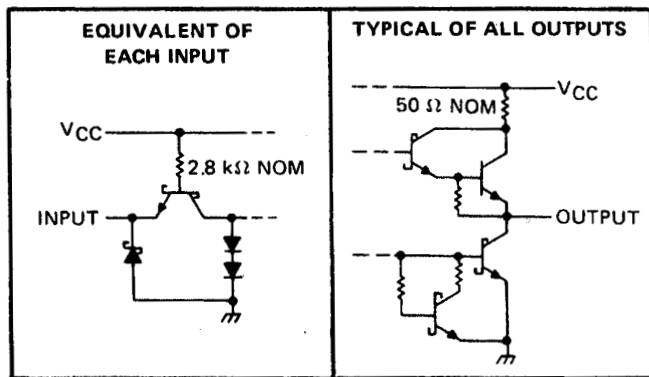 EQUIVALENT OF
EACH INPUT
VCC
2.8 kΩ NOM
INPUT
TYPICAL OF ALL OUTPUTS
VCC
50 Ω NOM
OUTPUT